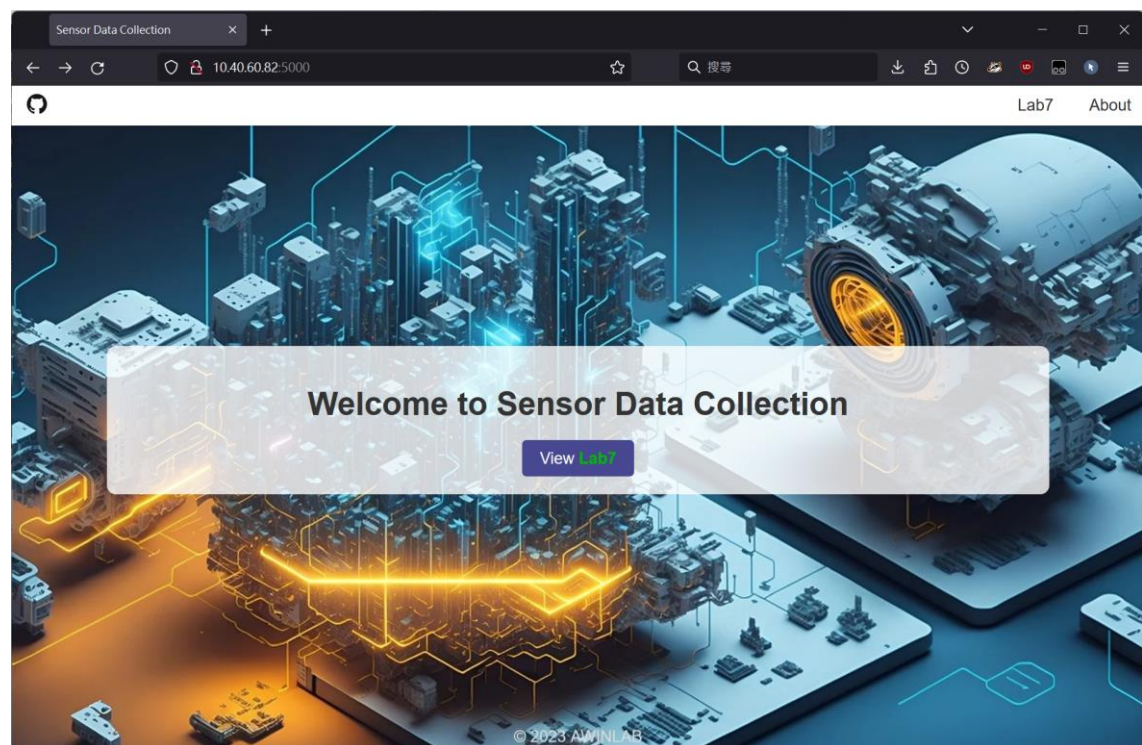 Sensor Data Collection
10.40.60.82:5000
搜尋
Lab7 About
Welcome to Sensor Data Collection
View Lab7
© 2023 AWINLAB